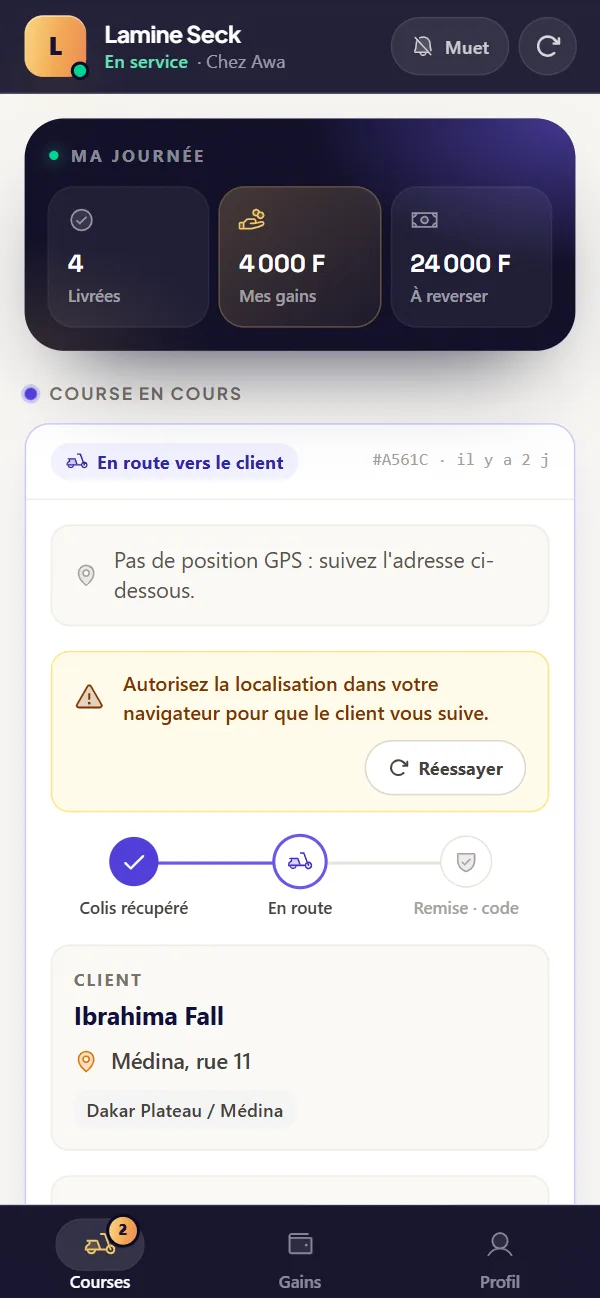 L
Lamine Seck
En service · Chez Awa
Muet
MA JOURNÉE
4
Livrées
4 000 F
Mes gains
24 000 F
À reverser
COURSE EN COURS
En route vers le client
#A561C · il y a 2 j
Pas de position GPS : suivez l'adresse ci-
dessous.
Autorisez la localisation dans votre
navigateur pour que le client vous suive.
Réessayer
Colis récupéré
En route
Remise · code
CLIENT
Ibrahima Fall
Médina, rue 11
Dakar Plateau / Médina
2
Courses
Gains
Profil